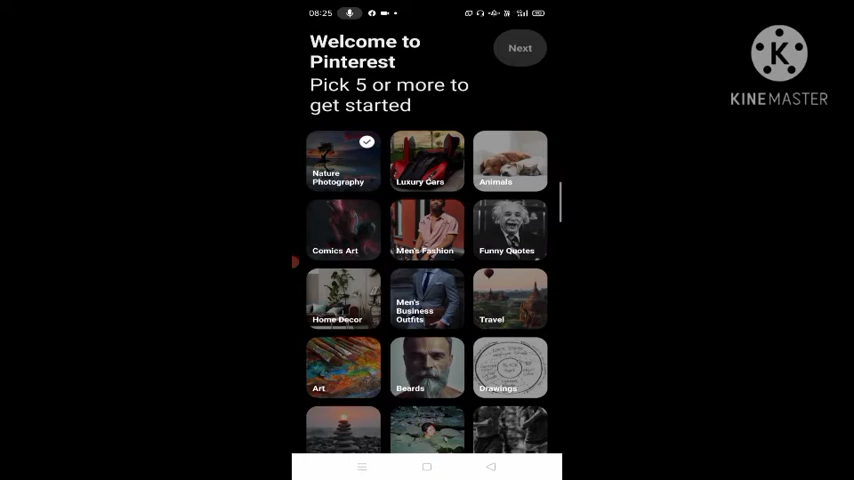 08:25
Welcome to
Pinterest
Next
Pick 5 or more to
get started
KINEMASTER
Nature
Photography
Luxury Cars
Animals
Comics Art
Men's Fashion
Funny Quotes
Home Decor
Men's
Business
Outfits
Travel
Art
Beards
Drawings